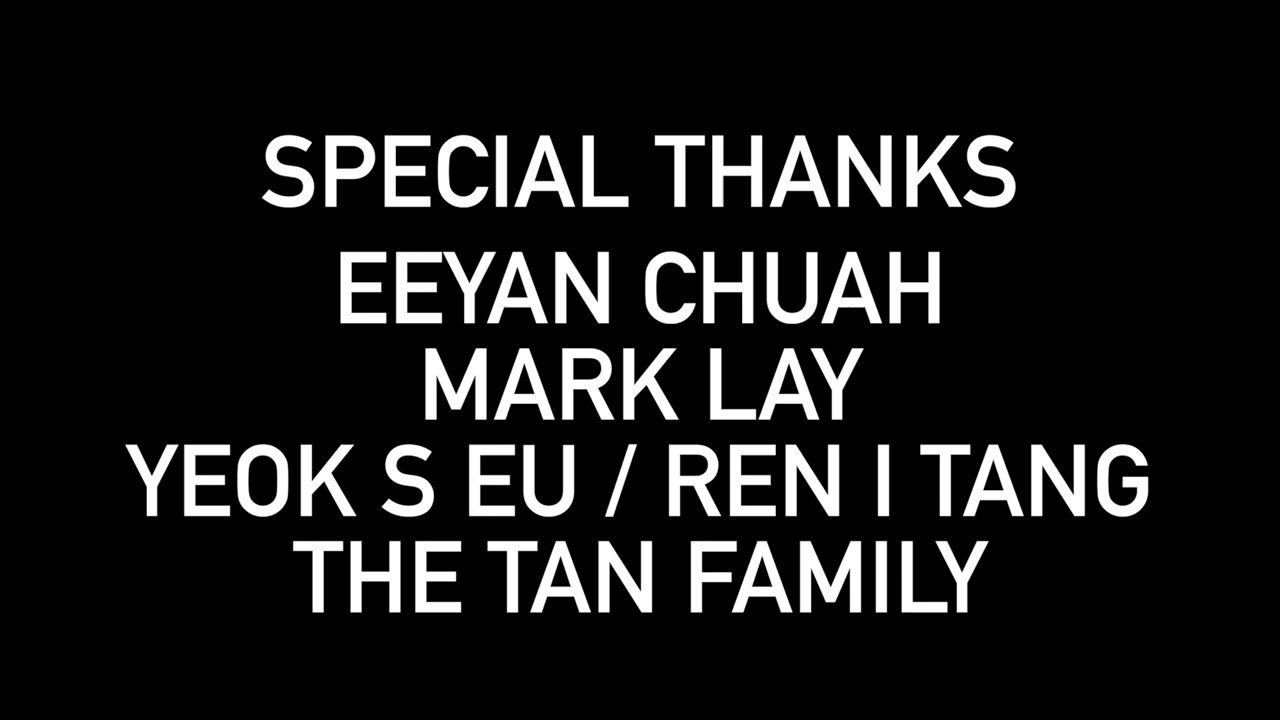 SPECIAL THANKS
EEYAN CHUAH
MARK LAY
YEOK S EU / REN I TANG
THE TAN FAMILY